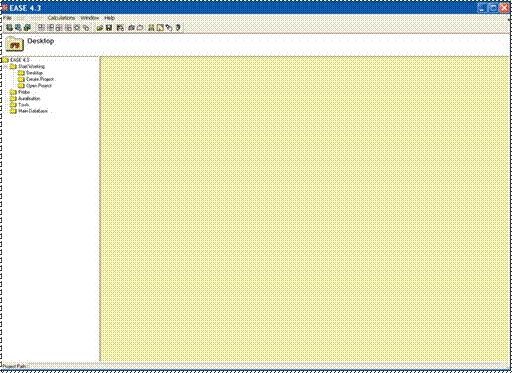 EASE 4.3
File Edit View Calculations Window Help
Desktop
EASE 4.3
Start Working
Desktop
Create Project
Open Project
Probe
Auralisation
Tools
Main Database
Project Path :